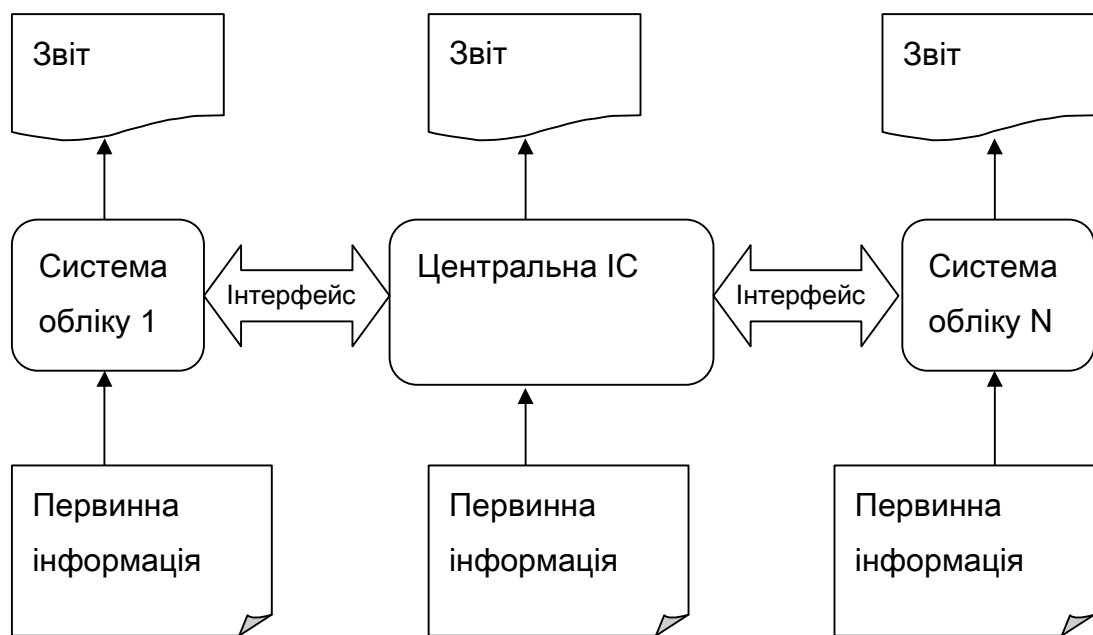 Звіт
Звіт
Звіт
Система
обліку 1
Інтерфейс
Центральна ІС
Інтерфейс
Система
обліку N
Первинна
інформація
Первинна
інформація
Первинна
інформація